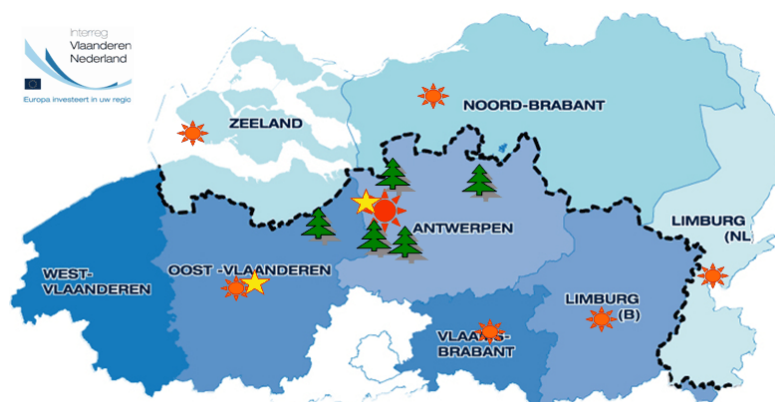 Interreg
Vlaanderen
Nederland
Europa investeert in uw regio
ZEELAND
NOORD-BRABANT
ANTWERPEN
LIMBURG
(NL)
WEST-
VLAANDEREN
OOST -VLAANDEREN
LIMBURG
(B)
VLAAMS-
BRABANT